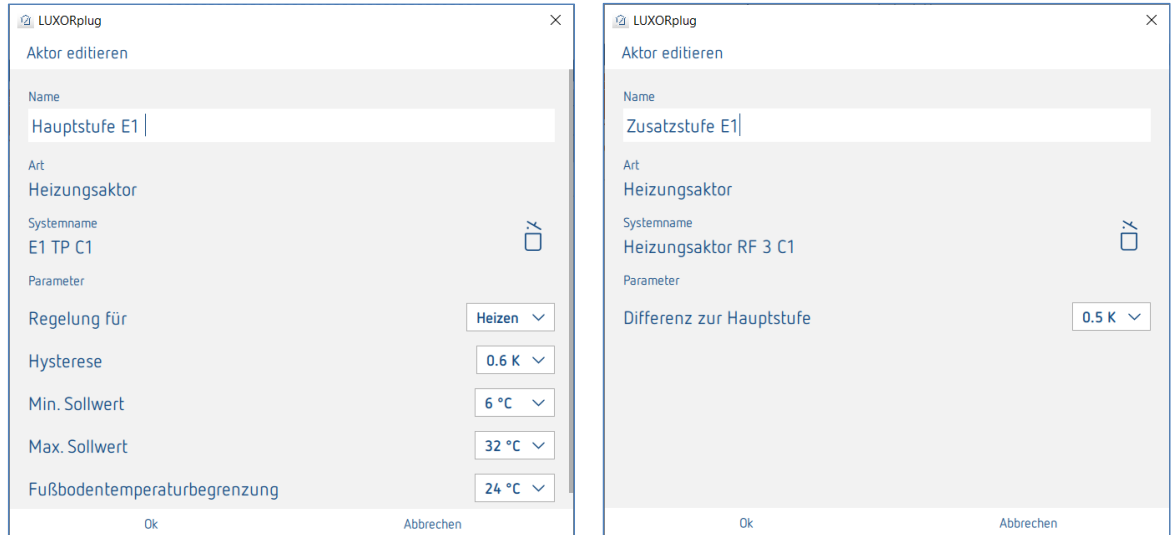 LUXORplug
Aktor editieren
Name
Hauptstufe E1
Art
Heizungsaktor
Systemname
E1 TP C1
Parameter
Regelung für Heizen
Hysterese 0.6 K
Min. Sollwert 6 °C
Max. Sollwert 32 °C
Fußbodentemperaturbegrenzung 24 °C
Ok Abbrechen
LUXORplug
Aktor editieren
Name
Zusatzstufe E1
Art
Heizungsaktor
Systemname
Heizungsaktor RF 3 C1
Parameter
Differenz zur Hauptstufe 0.5 K
Ok Abbrechen